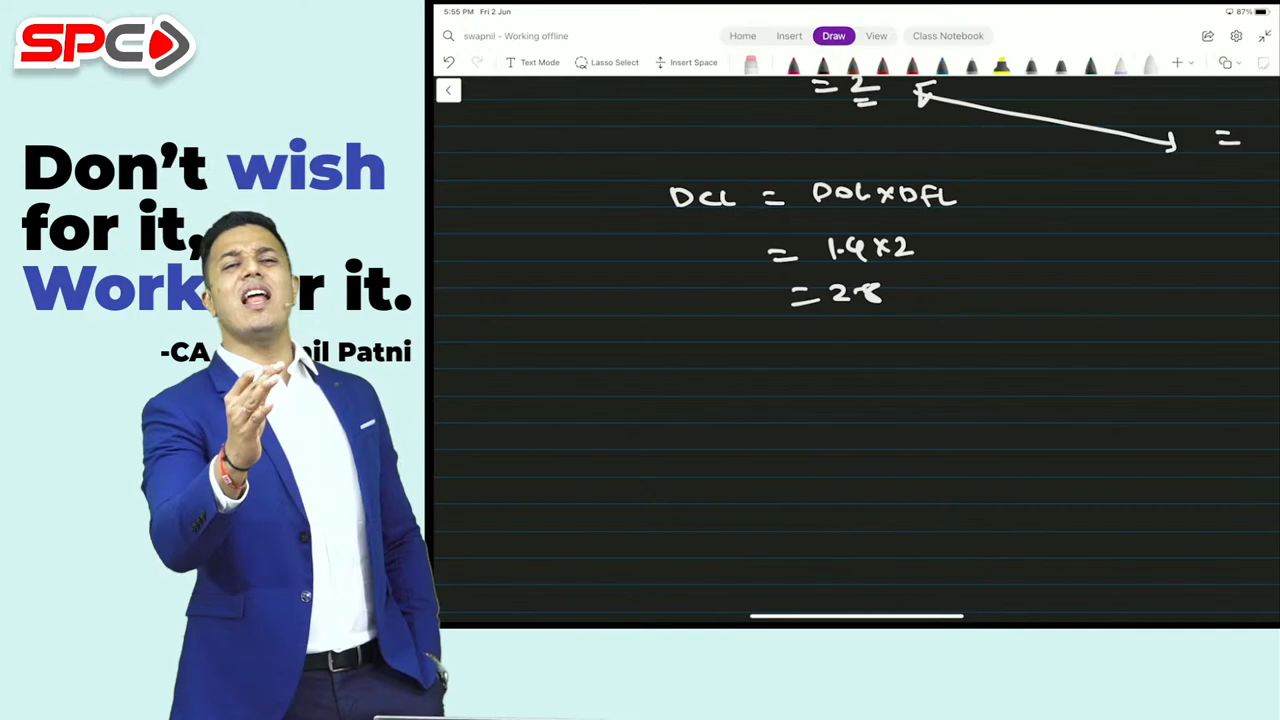 SPC
Don't wish
for it,
Work for it.
-CA nil Patni
5:55 PM Fri 2 Jun
87%
swapnil - Working offline
Home Insert Draw View Class Notebook
Text Mode Lasso Select Insert Space
= 2
=
DCL = DOL×DFL
= 1.4×2
= 2.8